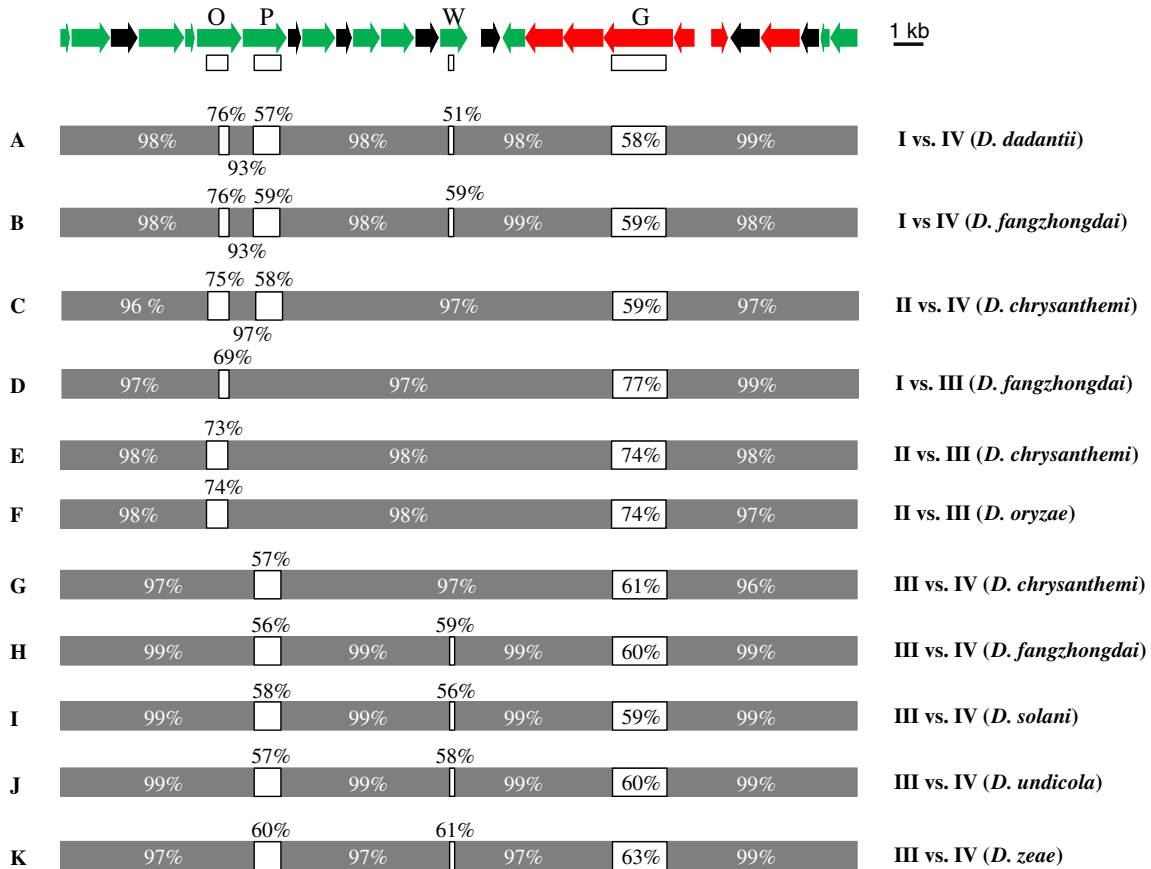 O P W G
1 kb
76% 57% 51%
A 98% 98% 98% 58% 99% I vs. IV (D. dadantii)
93%
76% 59% 59%
B 98% 98% 99% 59% 98% I vs IV (D. fangzhongdai)
93%
75% 58%
C 96 % 97% 59% 97% II vs. IV (D. chrysanthemi)
97%
69%
D 97% 97% 77% 99% I vs. III (D. fangzhongdai)
73%
E 98% 98% 74% 98% II vs. III (D. chrysanthemi)
74%
F 98% 98% 74% 97% II vs. III (D. oryzae)
57%
G 97% 97% 61% 96% III vs. IV (D. chrysanthemi)
56% 59%
H 99% 99% 99% 60% 99% III vs. IV (D. fangzhongdai)
58% 56%
I 99% 99% 99% 59% 99% III vs. IV (D. solani)
57% 58%
J 99% 99% 99% 60% 99% III vs. IV (D. undicola)
60% 61%
K 97% 97% 97% 63% 99% III vs. IV (D. zeae)